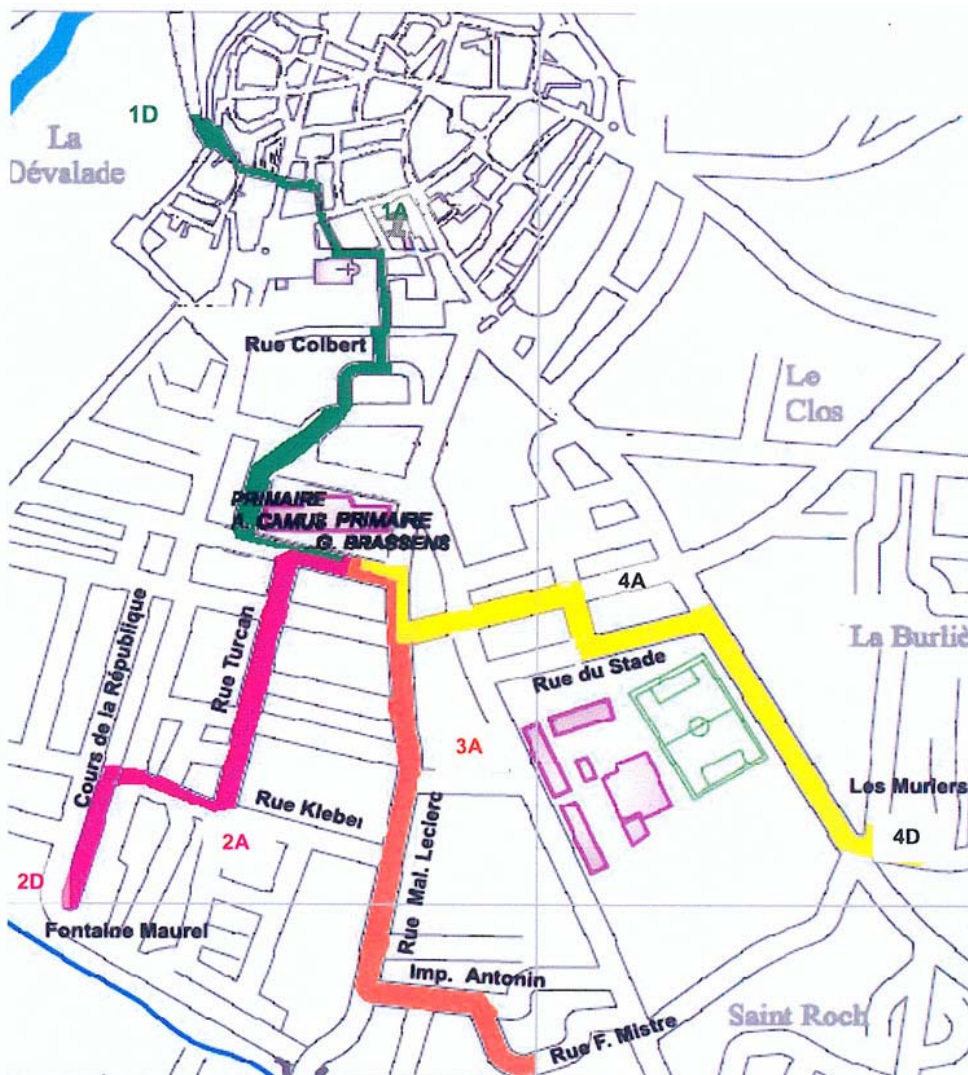 1D
La
Dévalade
1A
Rue Colbert
Le
Clos
PRIMAIRE
A. CAMUS PRIMAIRE
G. BRASSENS
4A
La Burliè
Rue du Stade
Cours de la République
Rue Turcan
3A
Rue Kleber
Les Muriers
2A
4D
2D
Rue Mal. Leclerc
Fontaine Maurel
Imp. Antonin
Saint Roch
Rue F. Mistre